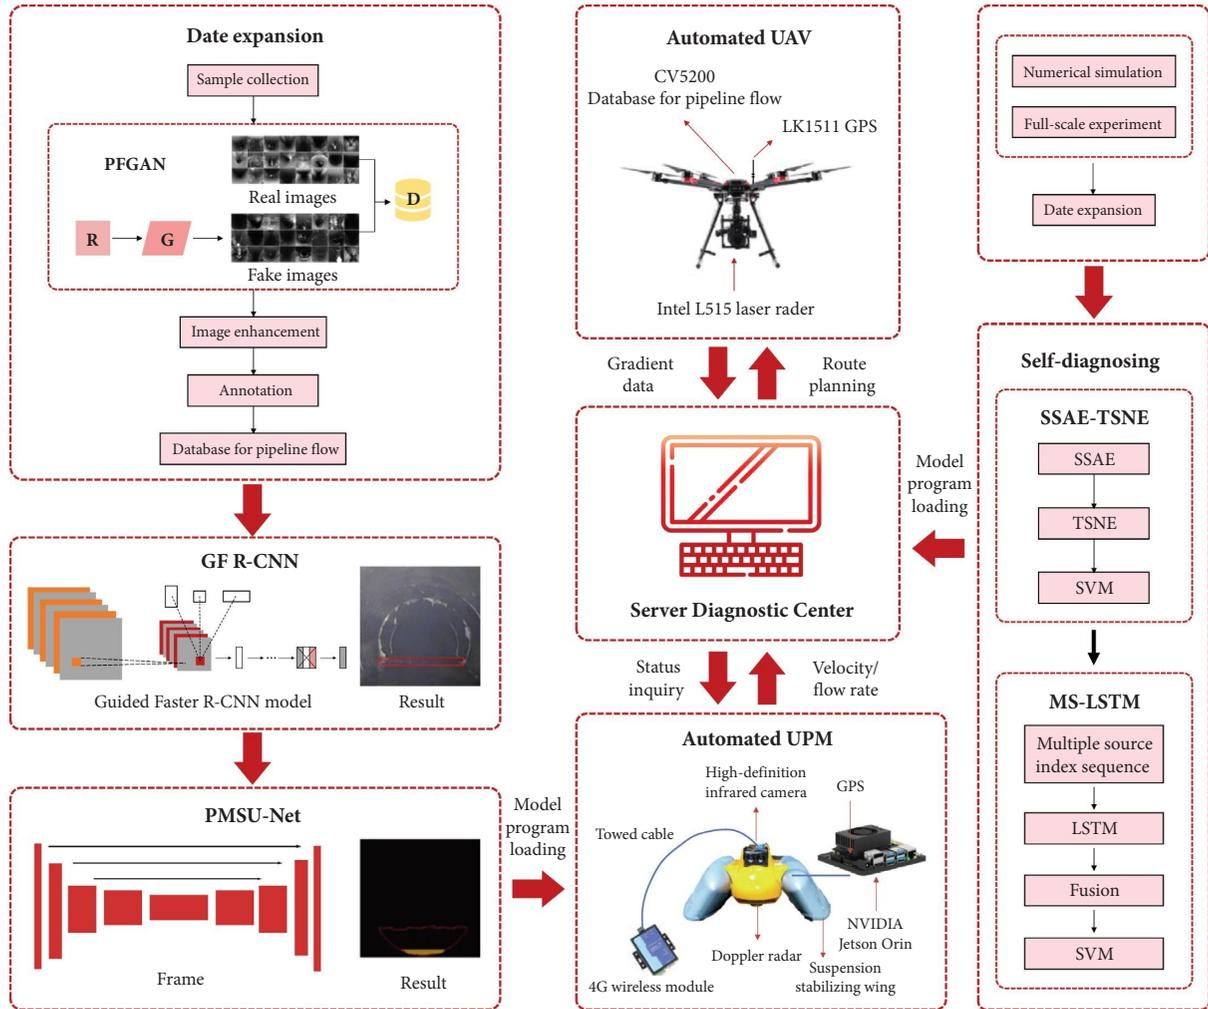 Date expansion
Sample collection
PFGAN
Real images
D
R
G
Fake images
Image enhancement
Annotation
Database for pipeline flow
GF R-CNN
Guided Faster R-CNN model
Result
PMSU-Net
Frame
Result
Model
program
loading
Automated UAV
CV5200
Database for pipeline flow
LK1511 GPS
Intel L515 laser rader
Gradient
data
Route
planning
Server Diagnostic Center
Status
inquiry
Velocity/
flow rate
Automated UPM
High-definition
infrared camera
GPS
Towed cable
NVIDIA
Jetson Orin
Doppler radar
Suspension
stabilizing wing
4G wireless module
Numerical simulation
Full-scale experiment
Date expansion
Self-diagnosing
SSAE-TSNE
SSAE
TSNE
SVM
Model
program
loading
MS-LSTM
Multiple source
index sequence
LSTM
Fusion
SVM